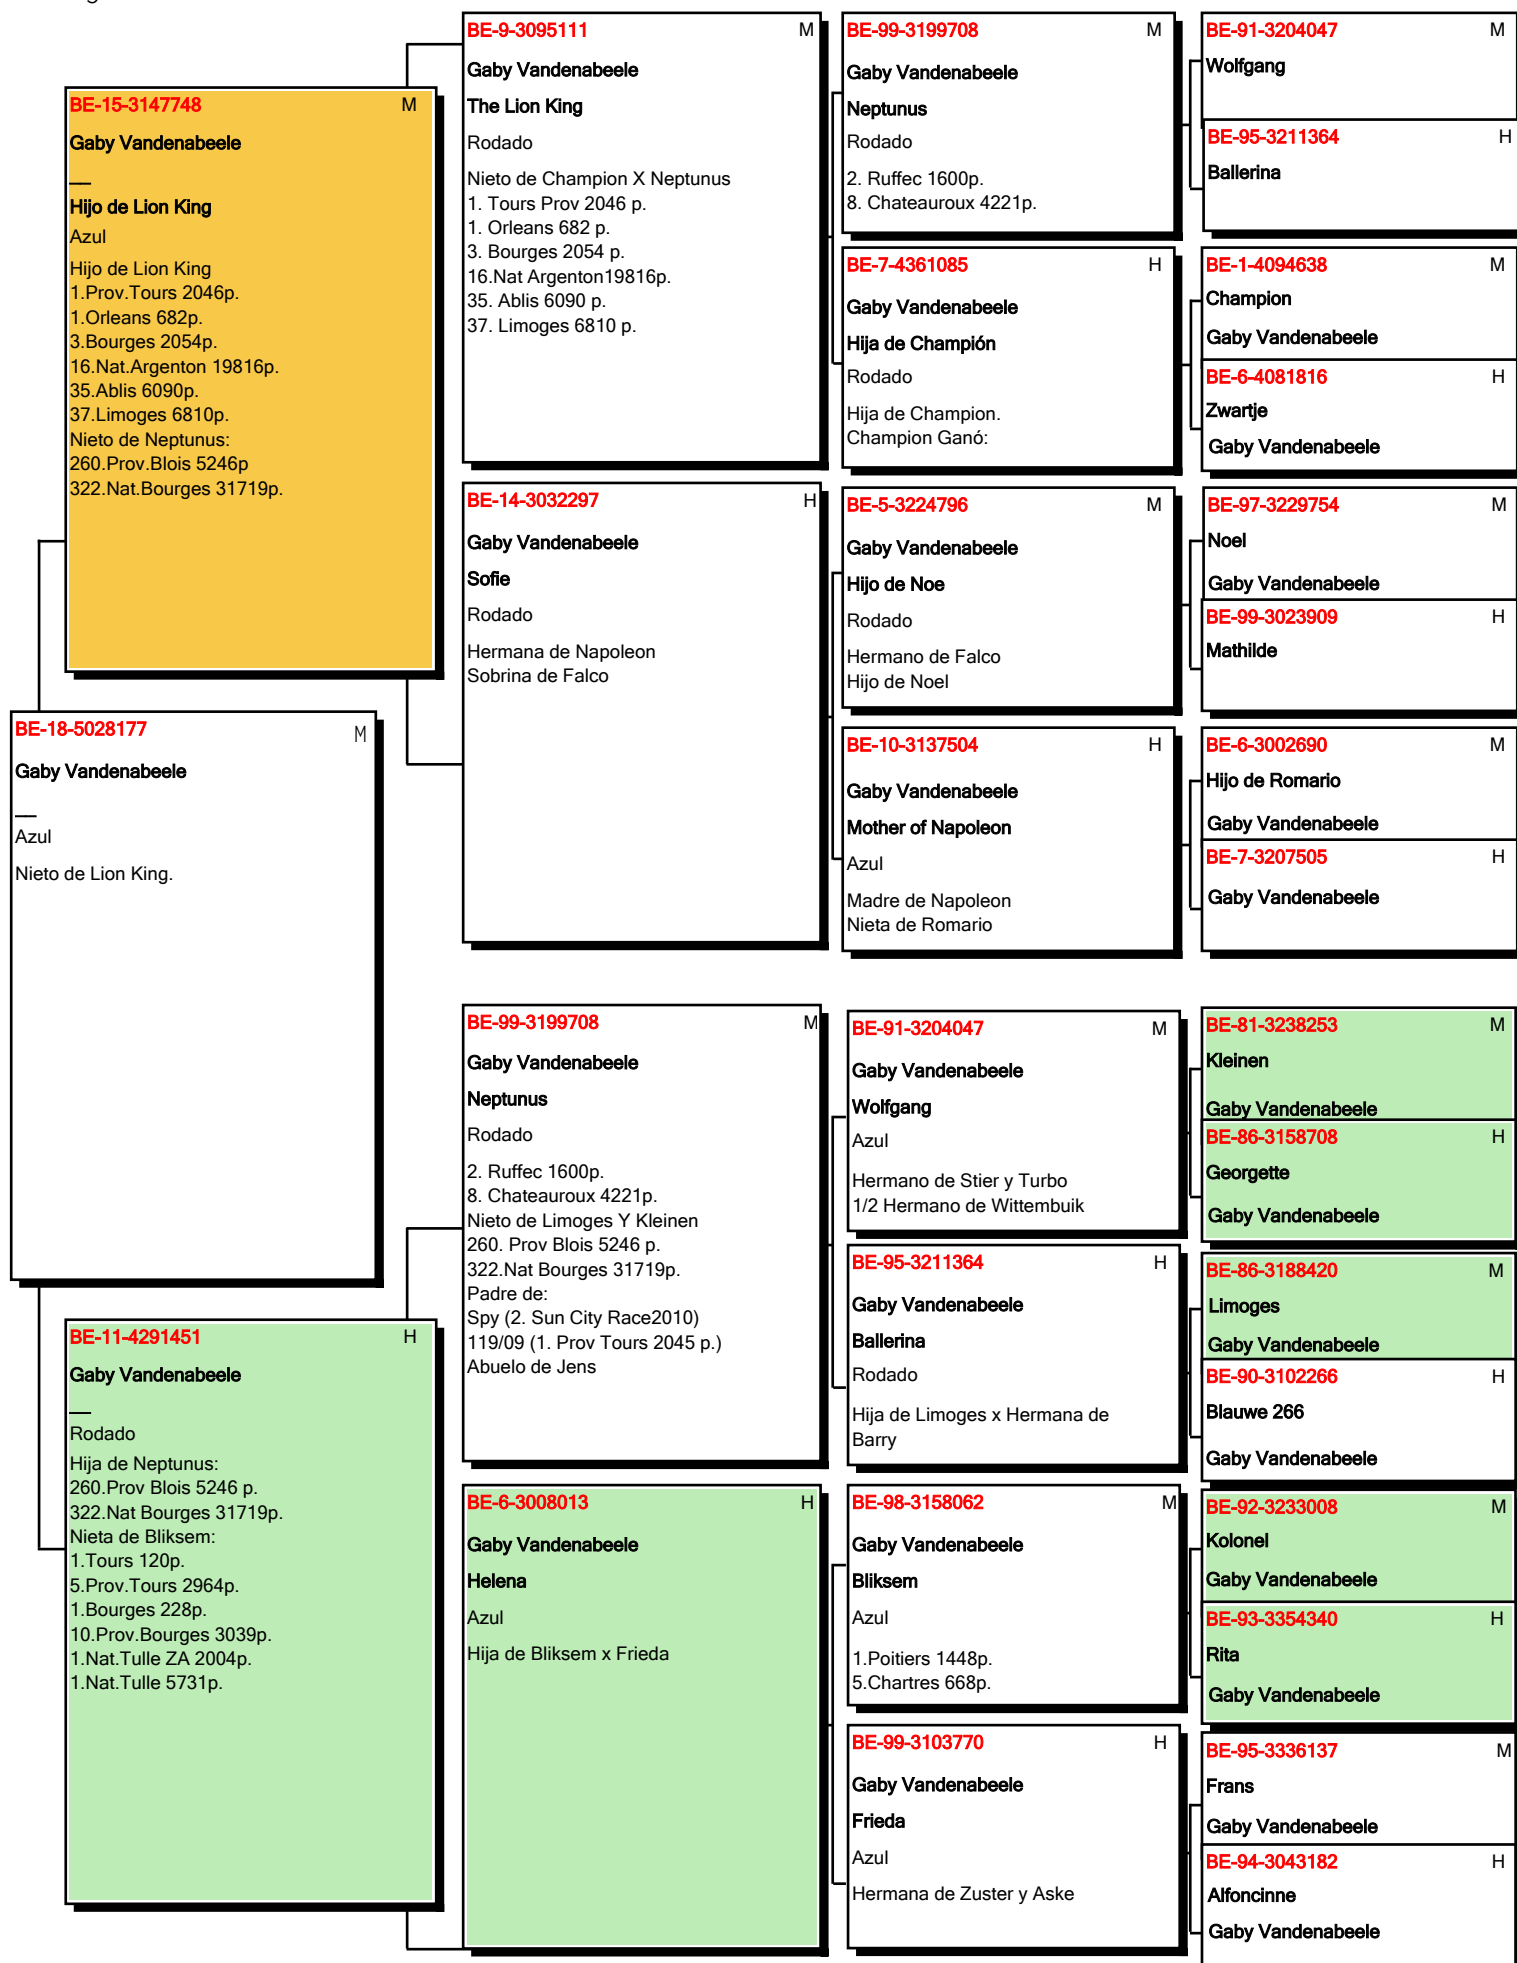 BE-9-3095111 M
Gaby Vandenabeele
The Lion King
Rodado
Nieto de Champion X Neptunus
1. Tours Prov 2046 p.
1. Orleans 682 p.
3. Bourges 2054 p.
16.Nat Argenton19816p.
35. Ablis 6090 p.
37. Limoges 6810 p.
BE-99-3199708 M
Gaby Vandenabeele
Neptunus
Rodado
2. Ruffec 1600p.
8. Chateauroux 4221p.
BE-91-3204047 M
Wolfgang
BE-95-3211364 H
Ballerina
BE-15-3147748 M
Gaby Vandenabeele
__
Hijo de Lion King
Azul
Hijo de Lion King
1.Prov.Tours 2046p.
1.Orleans 682p.
3.Bourges 2054p.
16.Nat.Argenton 19816p.
35.Ablis 6090p.
37.Limoges 6810p.
Nieto de Neptunus:
260.Prov.Blois 5246p
322.Nat.Bourges 31719p.
BE-7-4361085 H
Gaby Vandenabeele
Hija de Champión
Rodado
Hija de Champion.
Champion Ganó:
BE-1-4094638 M
Champion
Gaby Vandenabeele
BE-6-4081816 H
Zwartje
Gaby Vandenabeele
BE-14-3032297 H
Gaby Vandenabeele
Sofie
Rodado
Hermana de Napoleon
Sobrina de Falco
BE-5-3224796 M
Gaby Vandenabeele
Hijo de Noe
Rodado
Hermano de Falco
Hijo de Noel
BE-97-3229754 M
Noel
Gaby Vandenabeele
BE-99-3023909 H
Mathilde
BE-10-3137504 H
Gaby Vandenabeele
Mother of Napoleon
Azul
Madre de Napoleon
Nieta de Romario
BE-6-3002690 M
Hijo de Romario
Gaby Vandenabeele
BE-7-3207505 H
Gaby Vandenabeele
BE-18-5028177 M
Gaby Vandenabeele
__
Azul
Nieto de Lion King.
BE-99-3199708 M
Gaby Vandenabeele
Neptunus
Rodado
2. Ruffec 1600p.
8. Chateauroux 4221p.
Nieto de Limoges Y Kleinen
260. Prov Blois 5246 p.
322.Nat Bourges 31719p.
Padre de:
Spy (2. Sun City Race2010)
119/09 (1. Prov Tours 2045 p.)
Abuelo de Jens
BE-91-3204047 M
Gaby Vandenabeele
Wolfgang
Azul
Hermano de Stier y Turbo
1/2 Hermano de Wittembuik
BE-81-3238253 M
Kleinen
Gaby Vandenabeele
BE-86-3158708 H
Georgette
Gaby Vandenabeele
BE-95-3211364 H
Gaby Vandenabeele
Ballerina
Rodado
Hija de Limoges x Hermana de
Barry
BE-86-3188420 M
Limoges
Gaby Vandenabeele
BE-90-3102266 H
Blauwe 266
Gaby Vandenabeele
BE-11-4291451 H
Gaby Vandenabeele
__
Rodado
Hija de Neptunus:
260.Prov Blois 5246 p.
322.Nat Bourges 31719p.
Nieta de Bliksem:
1.Tours 120p.
5.Prov.Tours 2964p.
1.Bourges 228p.
10.Prov.Bourges 3039p.
1.Nat.Tulle ZA 2004p.
1.Nat.Tulle 5731p.
BE-6-3008013 H
Gaby Vandenabeele
Helena
Azul
Hija de Bliksem x Frieda
BE-98-3158062 M
Gaby Vandenabeele
Bliksem
Azul
1.Poitiers 1448p.
5.Chartres 668p.
BE-92-3233008 M
Kolonel
Gaby Vandenabeele
BE-93-3354340 H
Rita
Gaby Vandenabeele
BE-99-3103770 H
Gaby Vandenabeele
Frieda
Azul
Hermana de Zuster y Aske
BE-95-3336137 M
Frans
Gaby Vandenabeele
BE-94-3043182 H
Alfoncinne
Gaby Vandenabeele